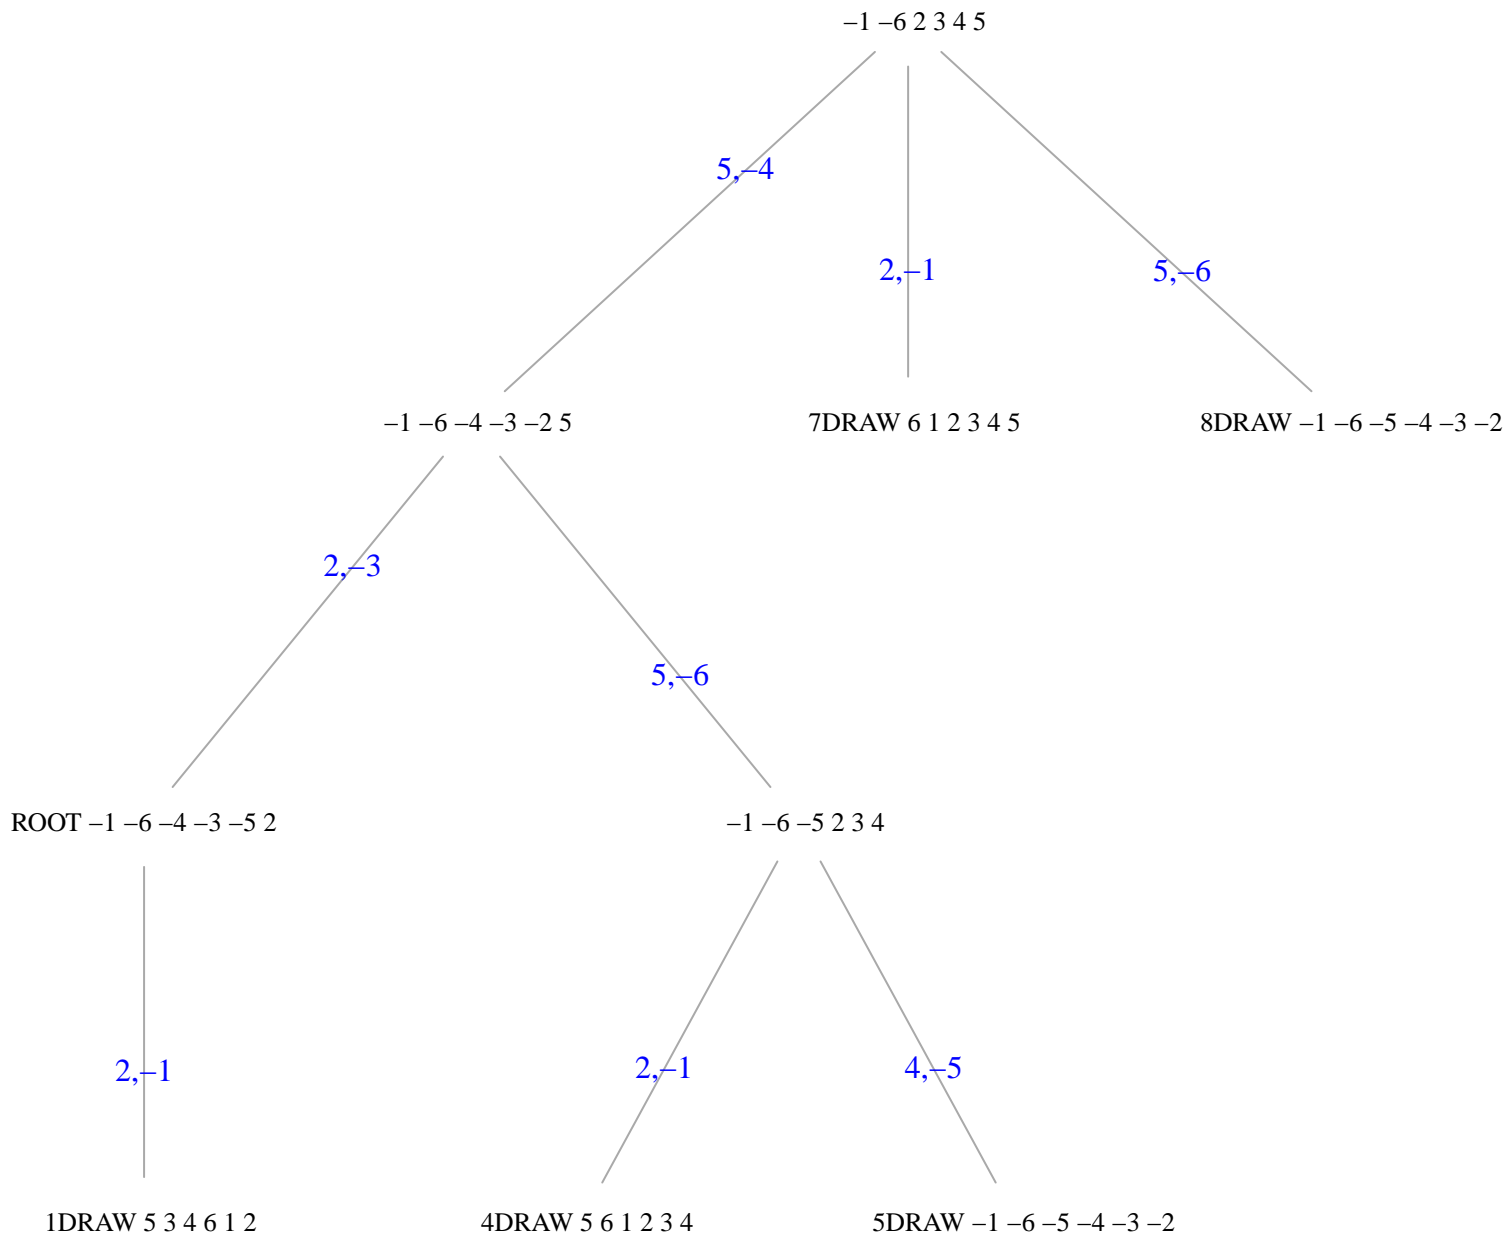 –1 –6 2 3 4 5
5,–4
2,–1
5,–6
–1 –6 –4 –3 –2 5
7DRAW 6 1 2 3 4 5
8DRAW –1 –6 –5 –4 –3 –2
2,–3
5,–6
ROOT –1 –6 –4 –3 –5 2
–1 –6 –5 2 3 4
2,–1
2,–1
4,–5
1DRAW 5 3 4 6 1 2
4DRAW 5 6 1 2 3 4
5DRAW –1 –6 –5 –4 –3 –2